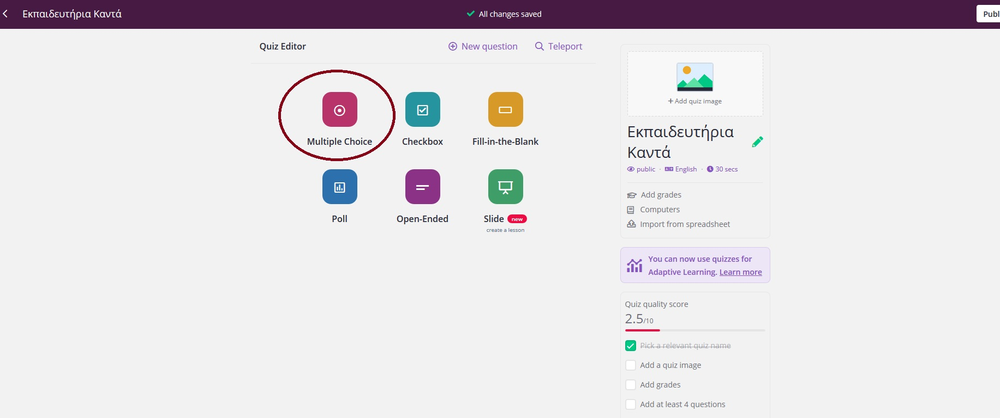 Εκπαιδευτήρια Καντά
All changes saved
Publ
Quiz Editor
New question
Teleport
Multiple Choice
Checkbox
Fill-in-the-Blank
Poll
Open-Ended
Slide new
create a lesson
+ Add quiz image
Εκπαιδευτήρια
Καντά
public · English · 30 secs
Add grades
Computers
Import from spreadsheet
You can now use quizzes for
Adaptive Learning. Learn more
Quiz quality score
2.5/10
Pick a relevant quiz name
Add a quiz image
Add grades
Add at least 4 questions